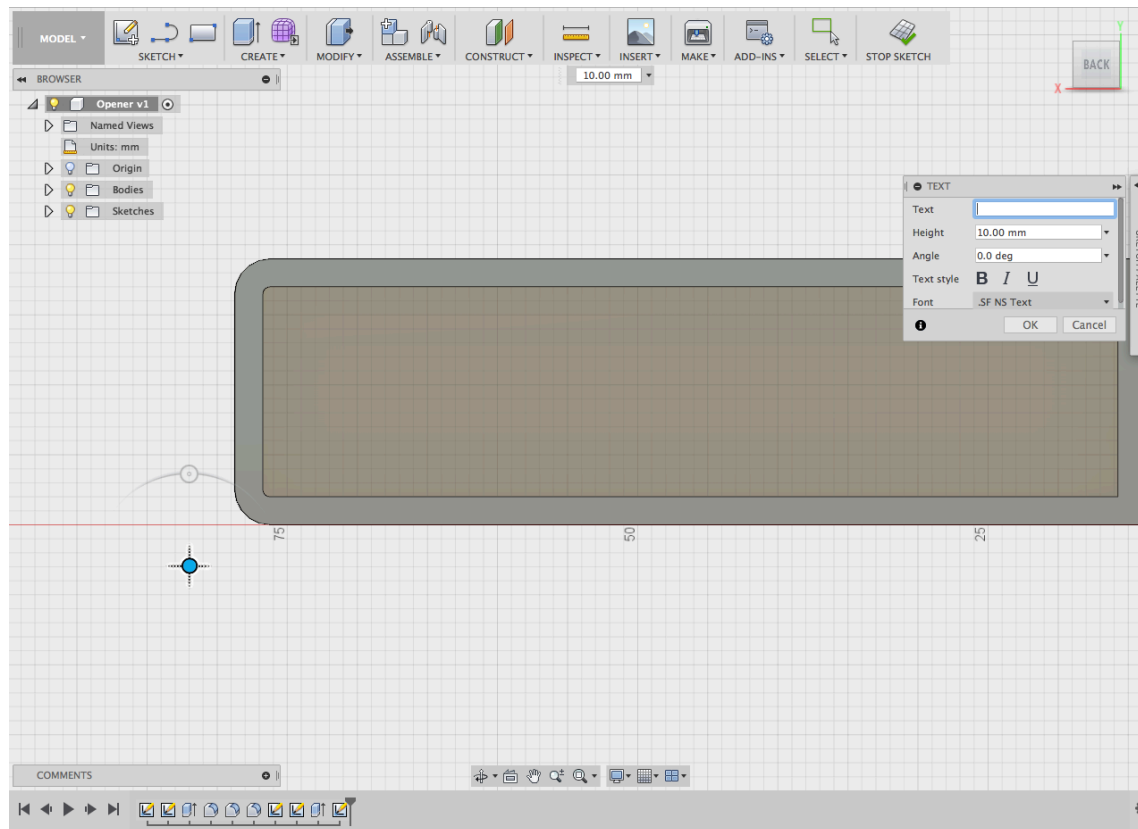 MODEL
SKETCH
CREATE
MODIFY
ASSEMBLE
CONSTRUCT
INSPECT
INSERT
MAKE
ADD-INS
SELECT
STOP SKETCH
BROWSER
10.00 mm
Y
BACK
X
Opener v1
Named Views
Units: mm
Origin
Bodies
Sketches
TEXT
Text
Height 10.00 mm
Angle 0.0 deg
Text style B I U
Font .SF NS Text
OK Cancel
75
50
25
COMMENTS